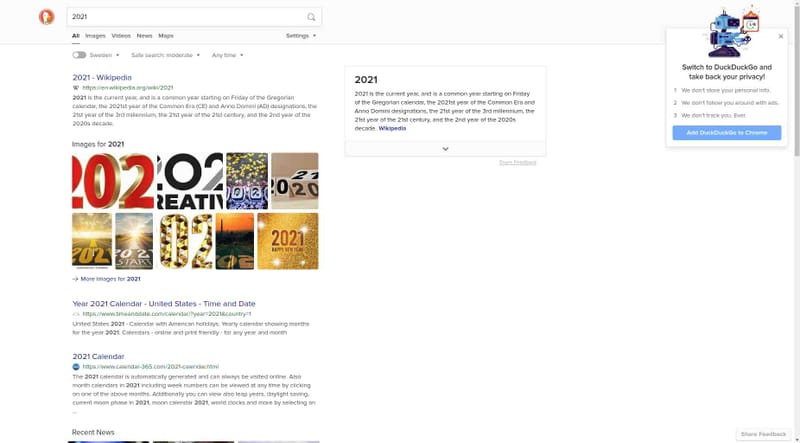 2021
All Images Videos News Maps Settings
Sweden Safe search: moderate Any time
2021 - Wikipedia
https://en.wikipedia.org/wiki/2021
2021 is the current year, and is a common year starting on Friday of the Gregorian
calendar, the 2021st year of the Common Era (CE) and Anno Domini (AD) designations, the
21st year of the 3rd millennium, the 21st year of the 21st century, and the 2nd year of the
2020s decade.
Images for 2021
202
202
CREATIV
2021
202
START
202
2021
HAPPY NEW YEAR
More Images for 2021
Year 2021 Calendar - United States - Time and Date
https://www.timeanddate.com/calendar/?year=2021&country=1
United States 2021 - Calendar with American holidays. Yearly calendar showing months
for the year 2021. Calendars - online and print friendly - for any year and month
2021 Calendar
https://www.calendar-365.com/2021-calendar.html
The 2021 calendar is automatically generated and can always be visited online. Also
month calendars in 2021 including week numbers can be viewed at any time by clicking
on one of the above months. Additionally you can view also leap years, daylight saving,
current moon phase in 2021, moon calendar 2021, world clocks and more by selecting an
...
Recent News
2021
2021 is the current year, and is a common year starting on Friday of
the Gregorian calendar, the 2021st year of the Common Era and
Anno Domini designations, the 21st year of the 3rd millennium, the
21st year of the 21st century, and the 2nd year of the 2020s
decade. Wikipedia
Share Feedback
Switch to DuckDuckGo and
take back your privacy!
1 We don't store your personal info.
2 We don't follow you around with ads.
3 We don't track you. Ever.
Add DuckDuckGo to Chrome
Share Feedback